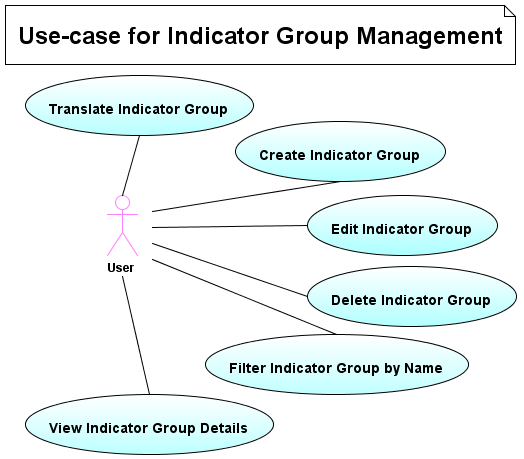 Use-case for Indicator Group Management
Translate Indicator Group
Create Indicator Group
Edit Indicator Group
User
Delete Indicator Group
Filter Indicator Group by Name
View Indicator Group Details